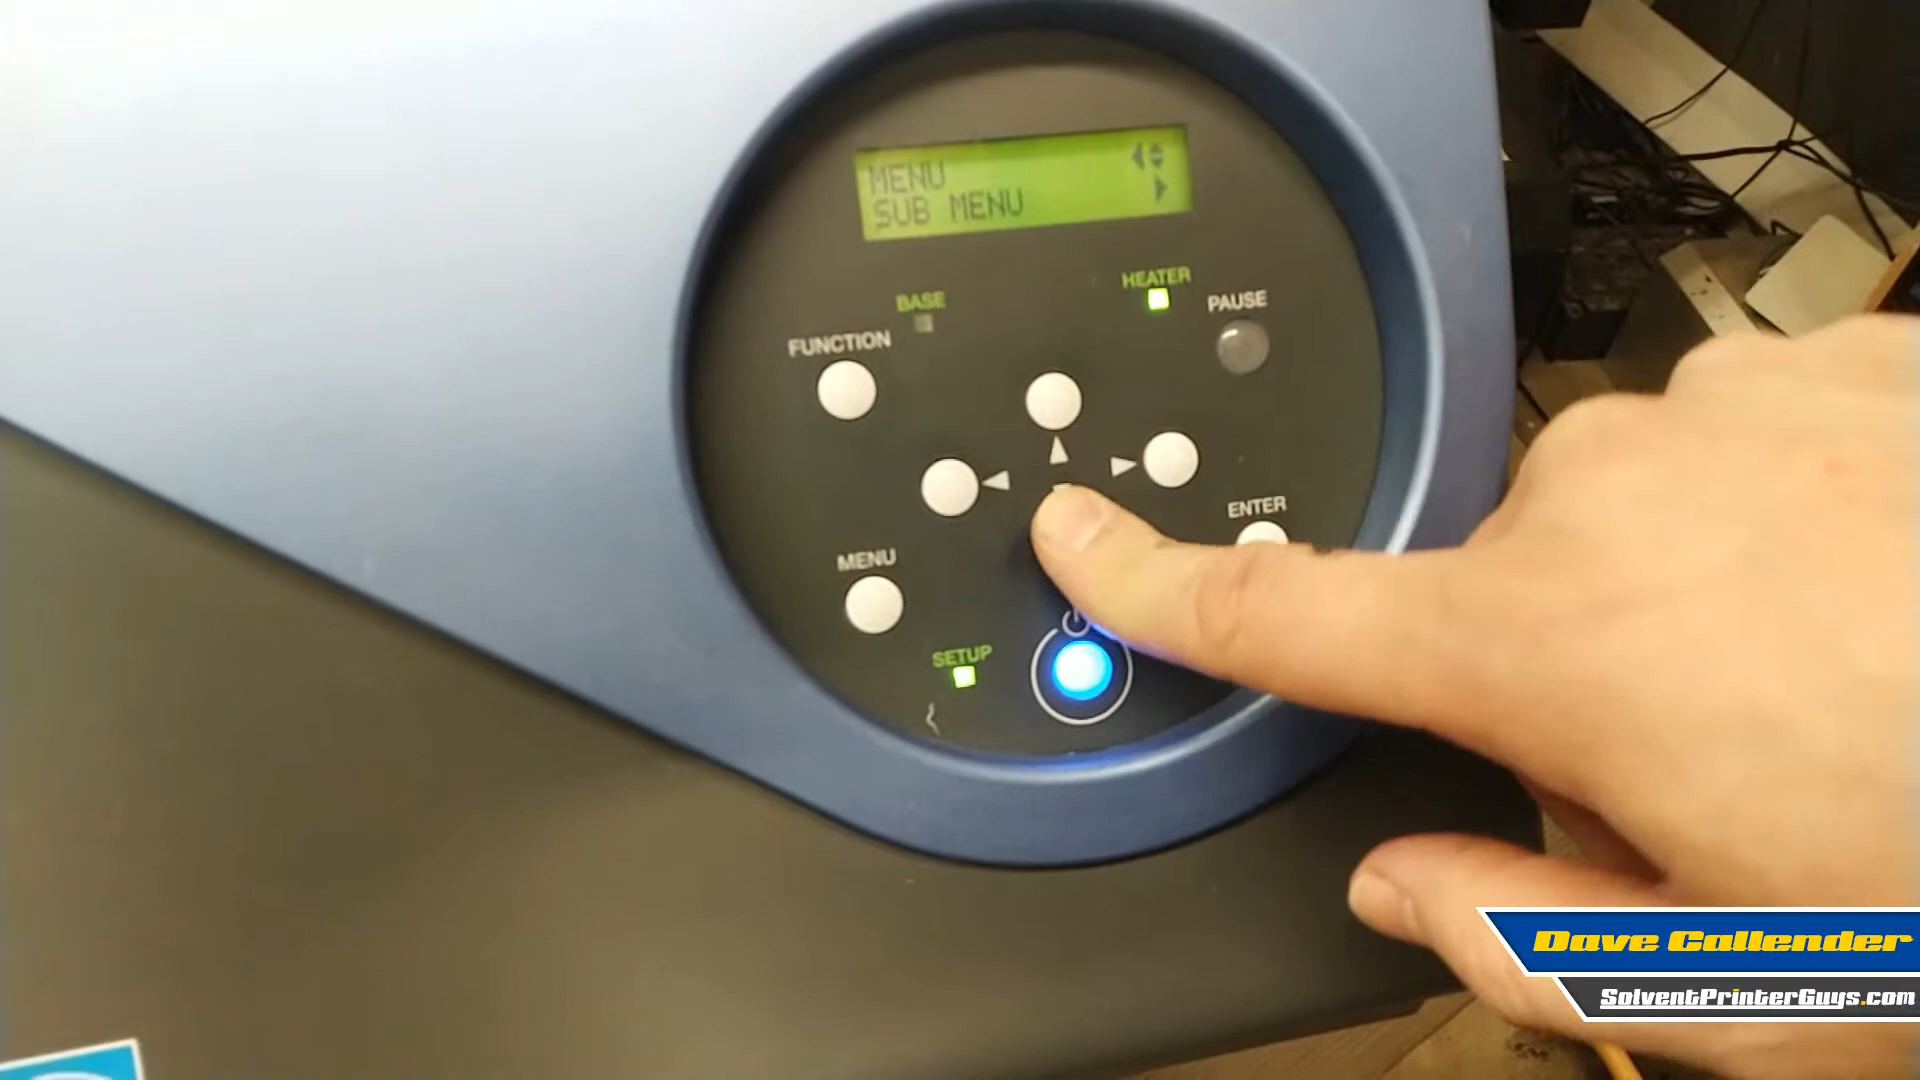 MENU
SUB MENU
BASE
HEATER
FUNCTION
PAUSE
ENTER
MENU
SETUP
Dave Callender
SolventPrinterGuys.com